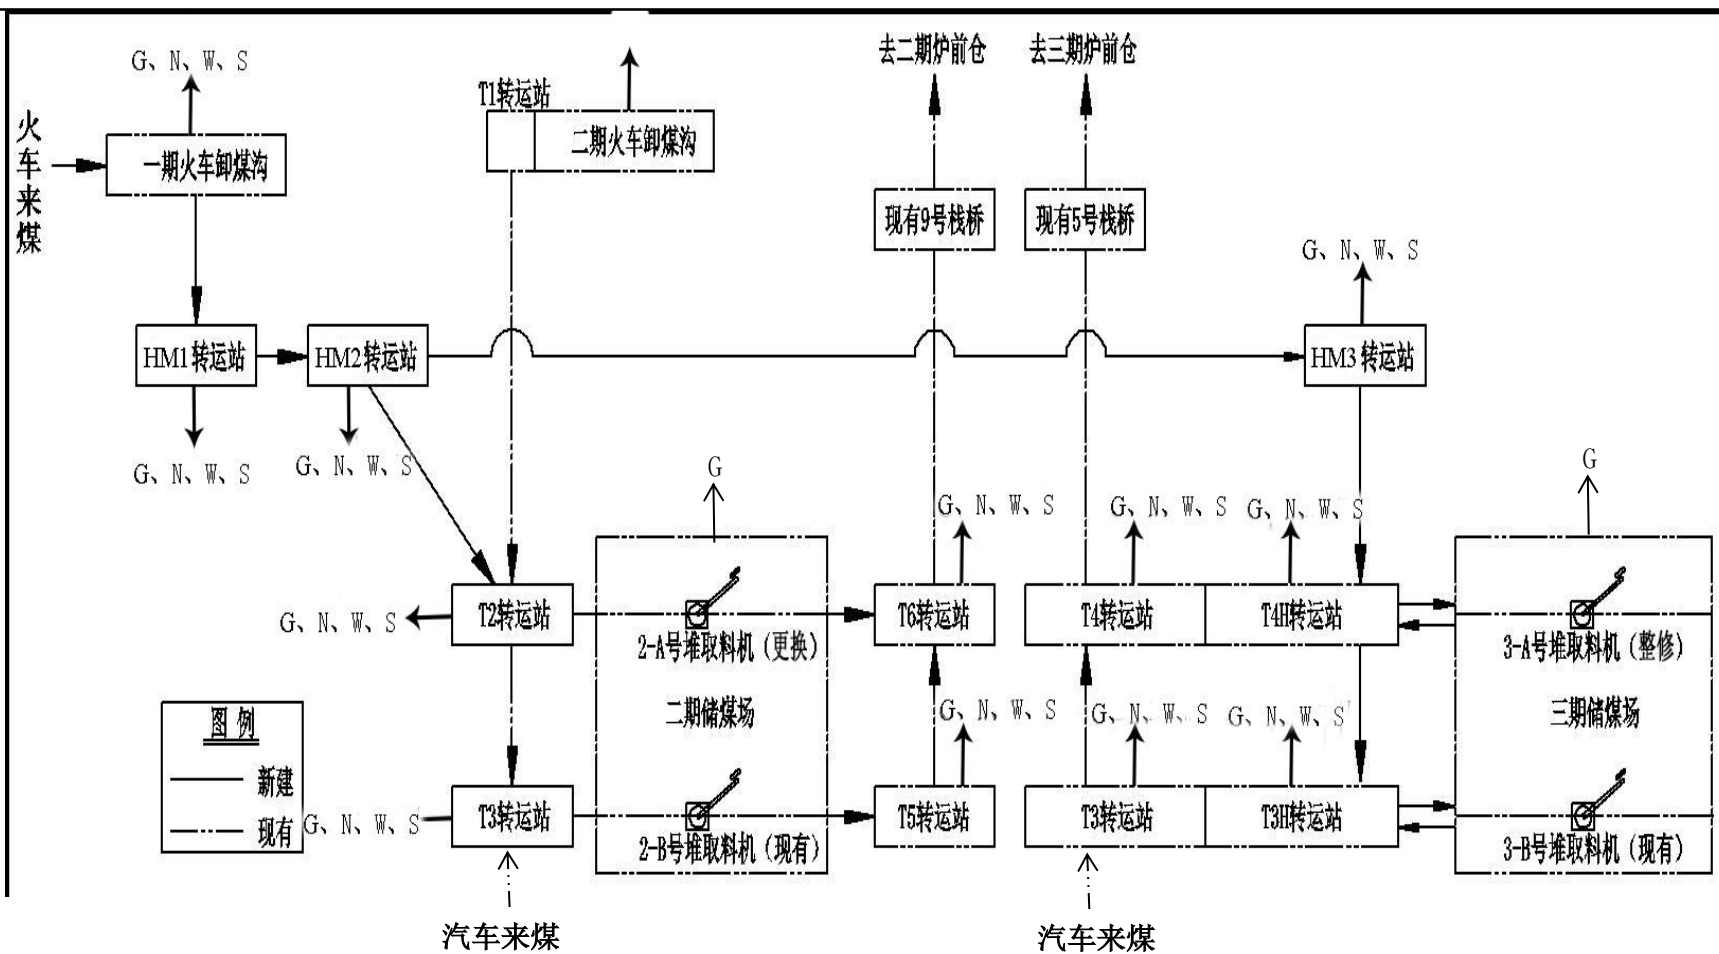 去二期炉前仓
去三期炉前仓
G、N、W、S
T1转运站
火车来煤
一期火车卸煤沟
二期火车卸煤沟
现有9号栈桥
现有5号栈桥
G、N、W、S
HM1转运站
HM2转运站
HM3转运站
G、N、W、S
G、N、W、S
G
G
G、N、W、S
G、N、W、S
G、N、W、S
G、N、W、S
T2转运站
T6转运站
T4转运站
T4H转运站
2-A号堆取料机（更换）
3-A号堆取料机（整修）
二期储煤场
三期储煤场
G、N、W、S
G、N、W、S
G、N、W、S
图 例
新建
现有
G、N、W、S
T3转运站
T5转运站
T3转运站
T3H转运站
2-B号堆取料机（现有）
3-B号堆取料机（现有）
汽车来煤
汽车来煤